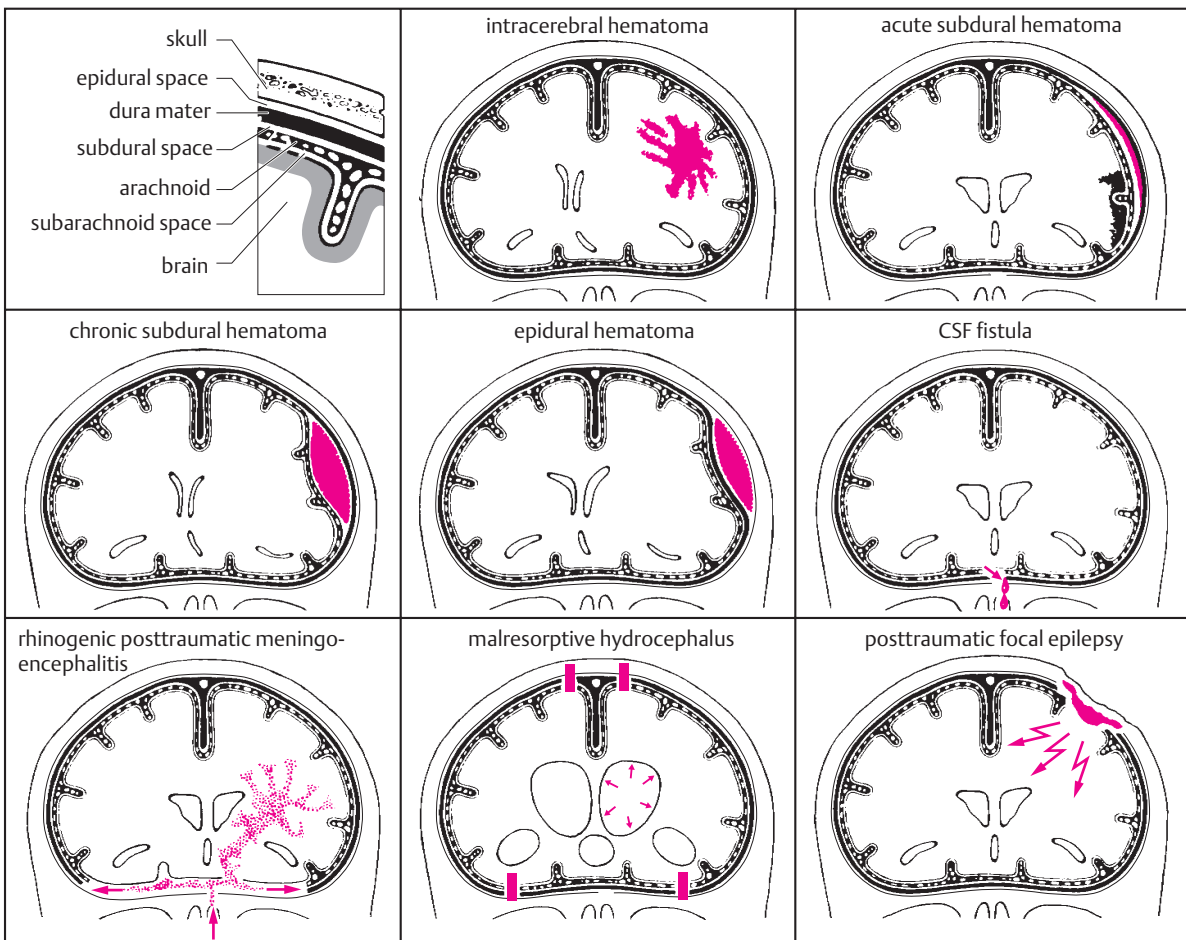 skull
epidural space
dura mater
subdural space
arachnoid
subarachnoid space
brain
intracerebral hematoma
acute subdural hematoma
chronic subdural hematoma
epidural hematoma
CSF fistula
rhinogenic posttraumatic meningo-
encephalitis
malresorptive hydrocephalus
posttraumatic focal epilepsy